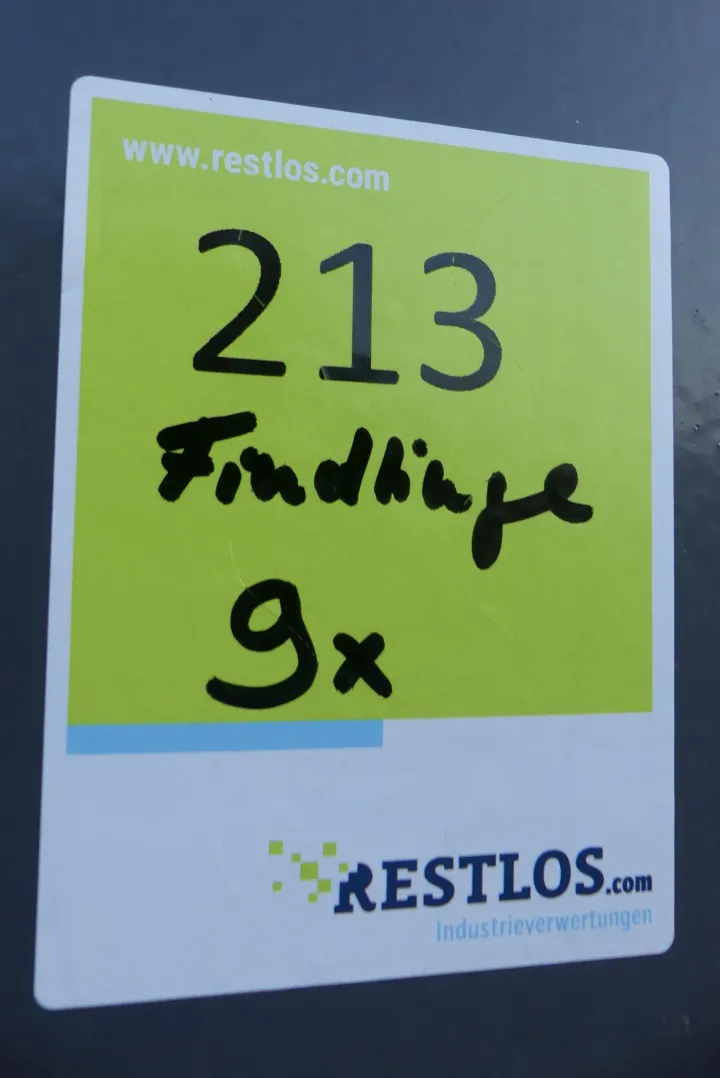 www.restlos.com
213
Findlinge
9x
RESTLOS.com
Industrieverwertungen